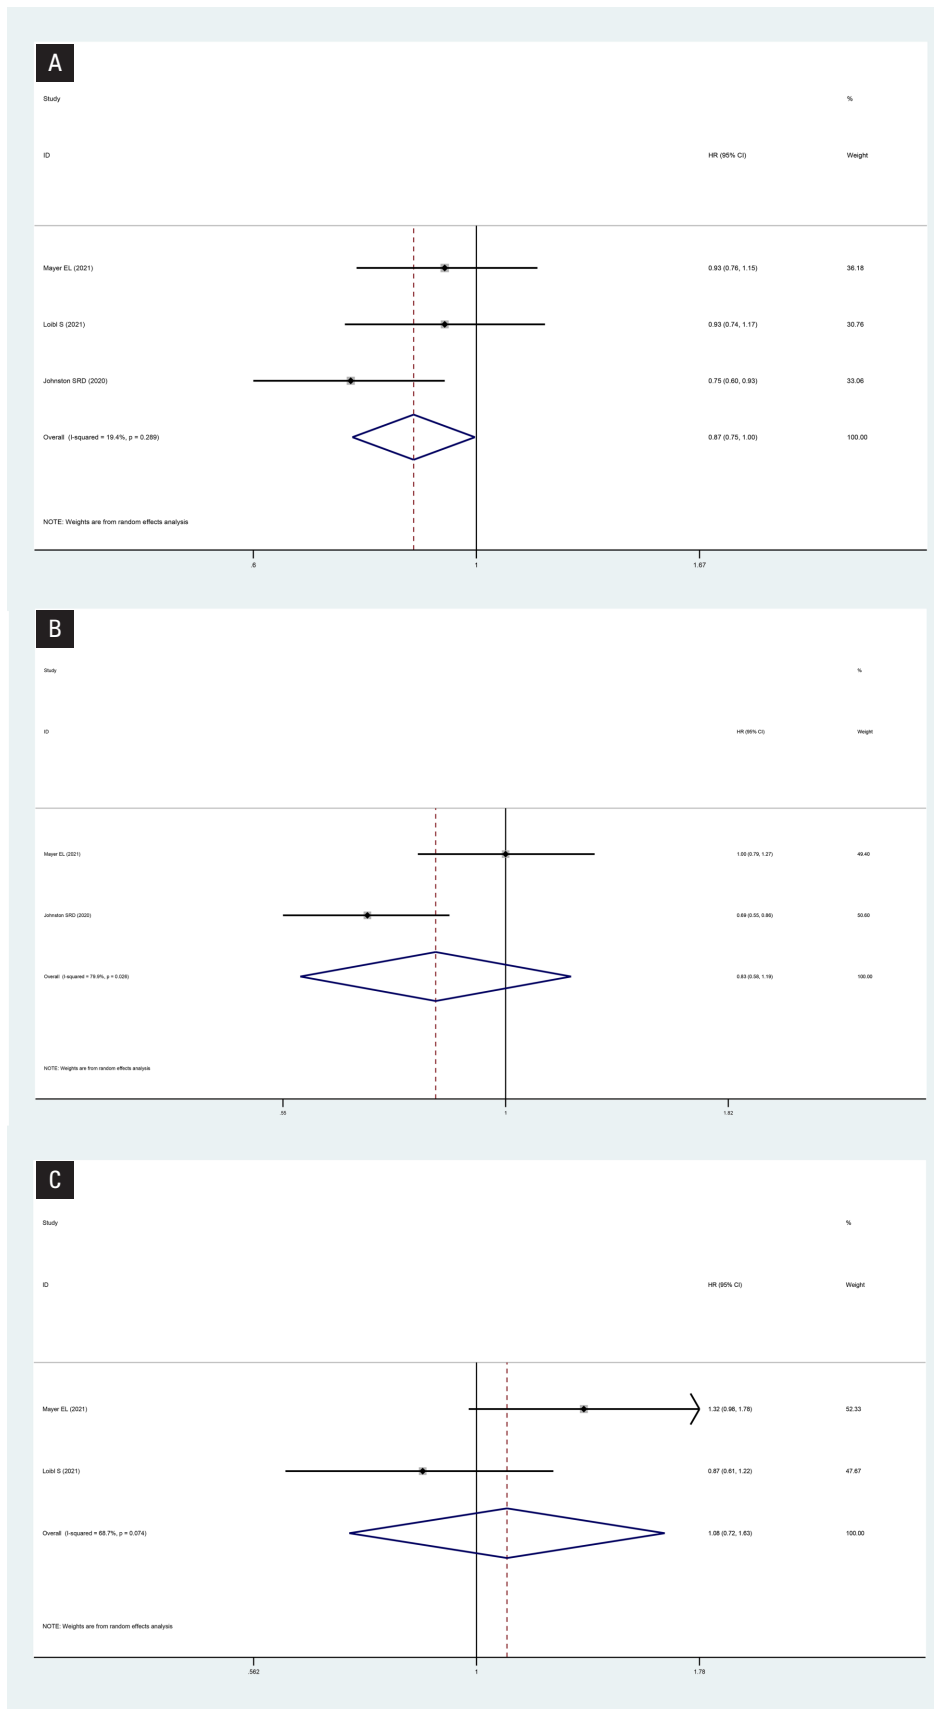 A
Study %
ID HR (95% CI) Weight
Mayer EL (2021) 0.93 (0.76, 1.15) 36.18
Loibl S (2021) 0.93 (0.74, 1.17) 30.76
Johnston SRD (2020) 0.75 (0.60, 0.93) 33.06
Overall (I-squared = 19.4%, p = 0.289) 0.87 (0.75, 1.00) 100.00
NOTE: Weights are from random effects analysis
.6 1 1.67
B
Study %
ID HR (95% CI) Weight
Mayer EL (2021) 1.00 (0.79, 1.27) 49.40
Johnston SRD (2020) 0.69 (0.55, 0.86) 50.60
Overall (I-squared = 79.9%, p = 0.026) 0.83 (0.58, 1.19) 100.00
NOTE: Weights are from random effects analysis
.55 1 1.82
C
Study %
ID HR (95% CI) Weight
Mayer EL (2021) 1.32 (0.98, 1.78) 52.33
Loibl S (2021) 0.87 (0.61, 1.22) 47.67
Overall (I-squared = 68.7%, p = 0.074) 1.08 (0.72, 1.63) 100.00
NOTE: Weights are from random effects analysis
.562 1 1.78